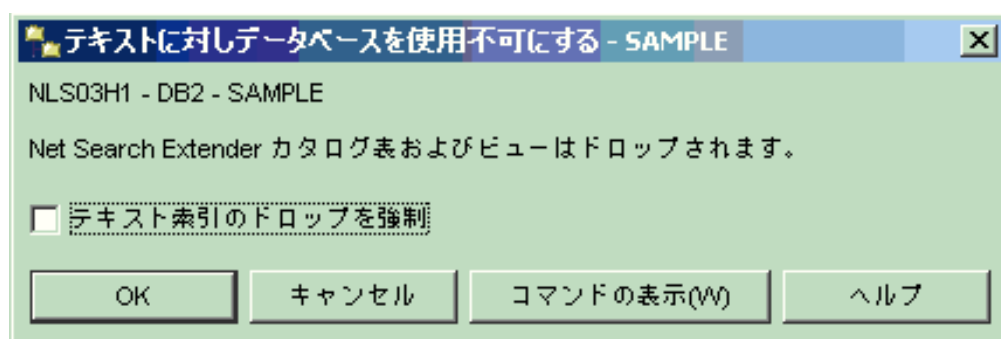 テキストに対しデータベースを使用不可にする - SAMPLE
NLS03H1 - DB2 - SAMPLE
Net Search Extender カタログ表およびビューはドロップされます。
テキスト索引のドロップを強制
OK キャンセル コマンドの表示(W) ヘルプ